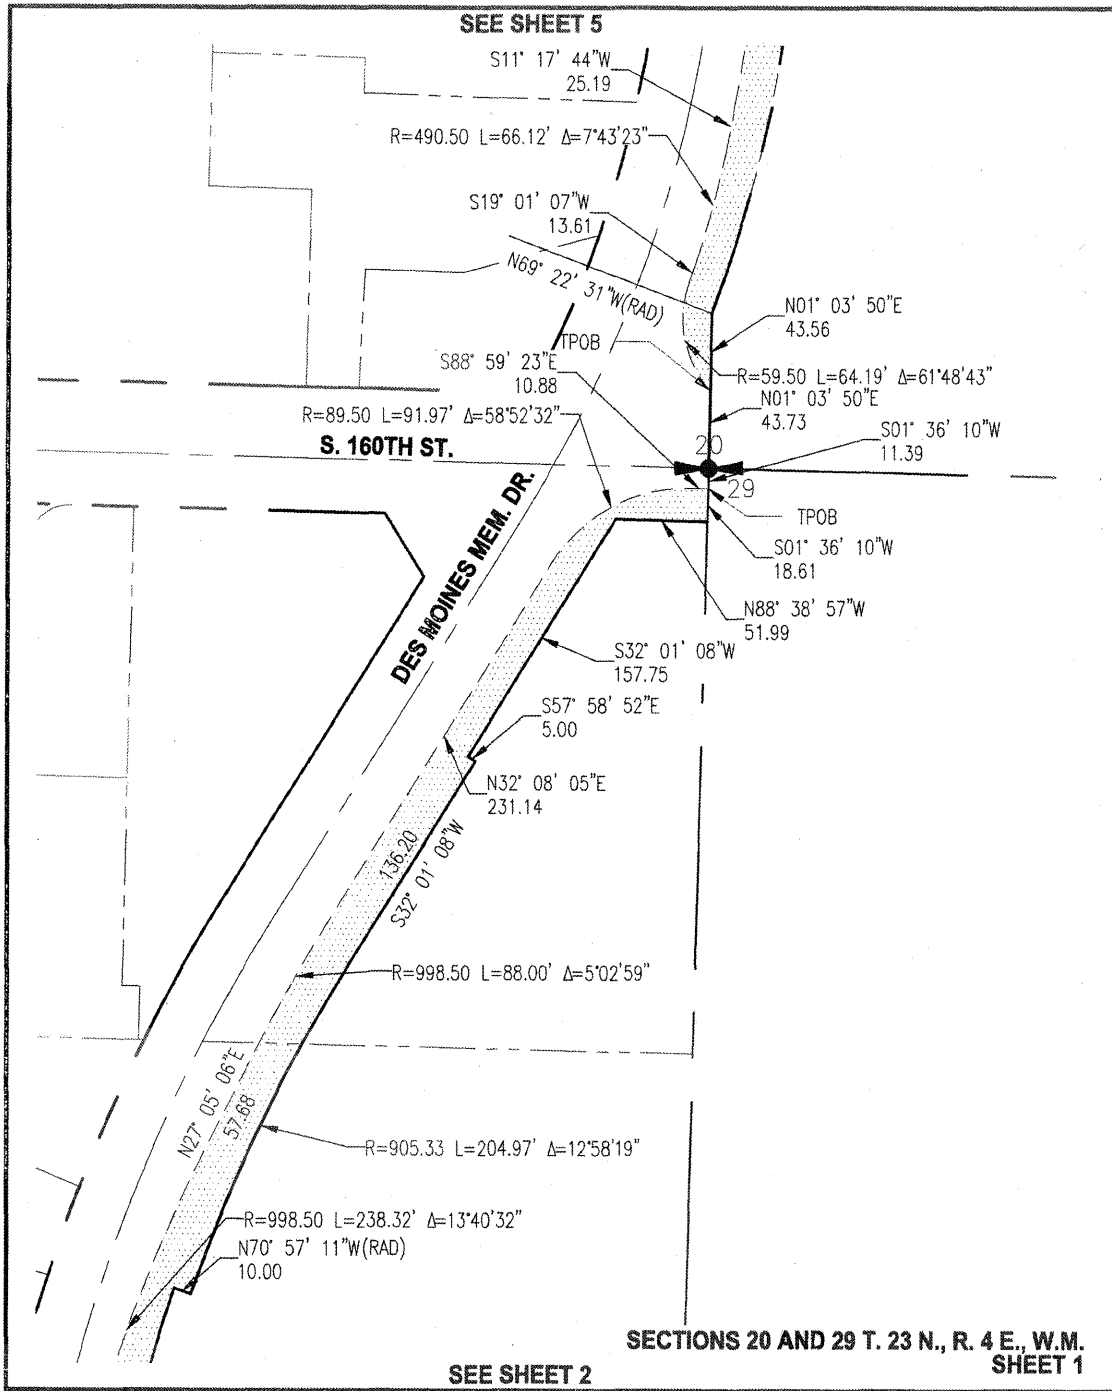 SEE SHEET 5
S11° 17' 44"W
25.19
R=490.50 L=66.12' Δ=7°43'23"
S19° 01' 07"W
13.61
N69° 22' 31"W(RAD)
N01° 03' 50"E
43.56
TPOB
S88° 59' 23"E
10.88
R=59.50 L=64.19' Δ=61°48'43"
N01° 03' 50"E
43.73
R=89.50 L=91.97' Δ=58°52'32"
S. 160TH ST.
S01° 36' 10"W
11.39
20
29
TPOB
S01° 36' 10"W
18.61
DES MOINES MEM. DR.
N88° 38' 57"W
51.99
S32° 01' 08"W
157.75
S57° 58' 52"E
5.00
N32° 08' 05"E
231.14
136.20
S32° 01' 08"W
R=998.50 L=88.00' Δ=5°02'59"
N27° 05' 06"E
57.68
R=905.33 L=204.97' Δ=12°58'19"
R=998.50 L=238.32' Δ=13°40'32"
N70° 57' 11"W(RAD)
10.00
SECTIONS 20 AND 29 T. 23 N., R. 4 E., W.M.
SHEET 1
SEE SHEET 2